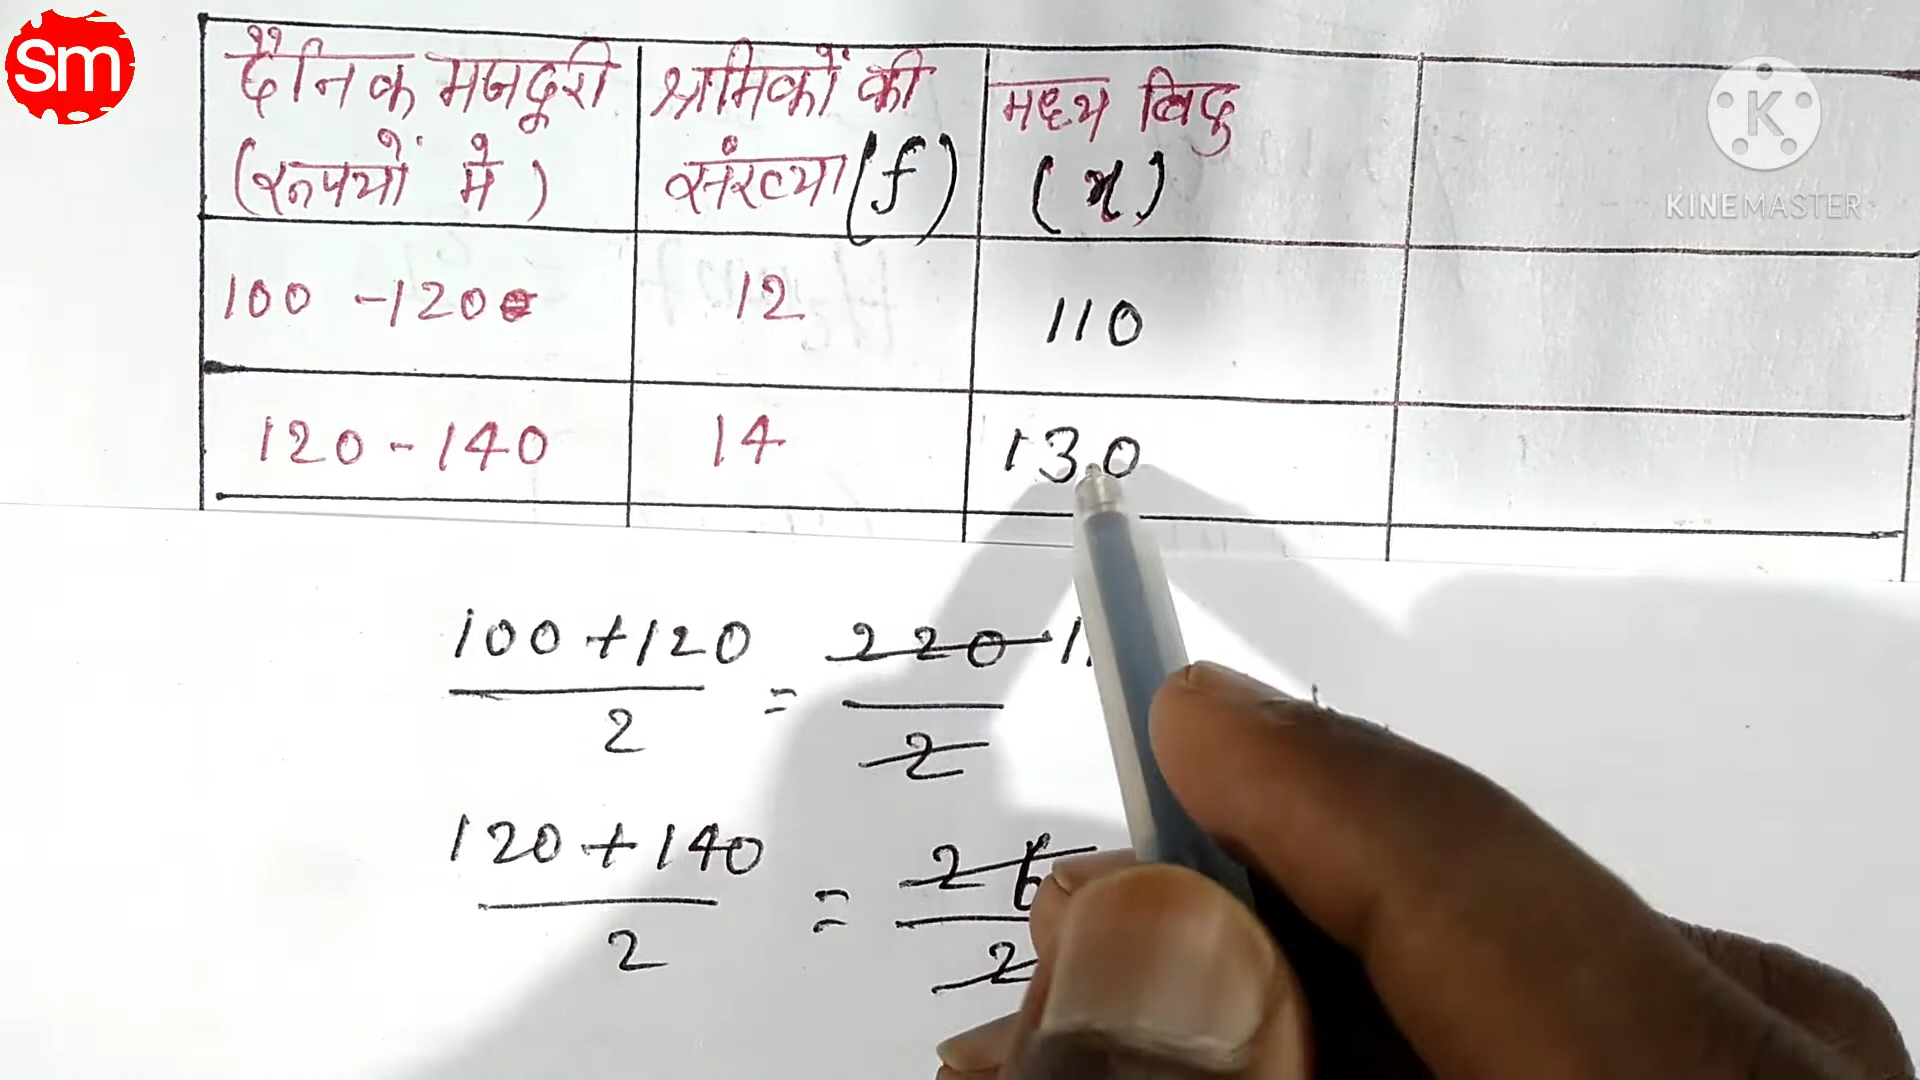 Sm
दैनिक मजदूरी
(रूपयों में)
श्रमिकों की
संख्या (f)
मध्य बिंदु
(x)
K
KINEMASTER
100 - 120
12
110
120 - 140
14
130
100 + 120
2
=
220
2
120 + 140
2
=
2